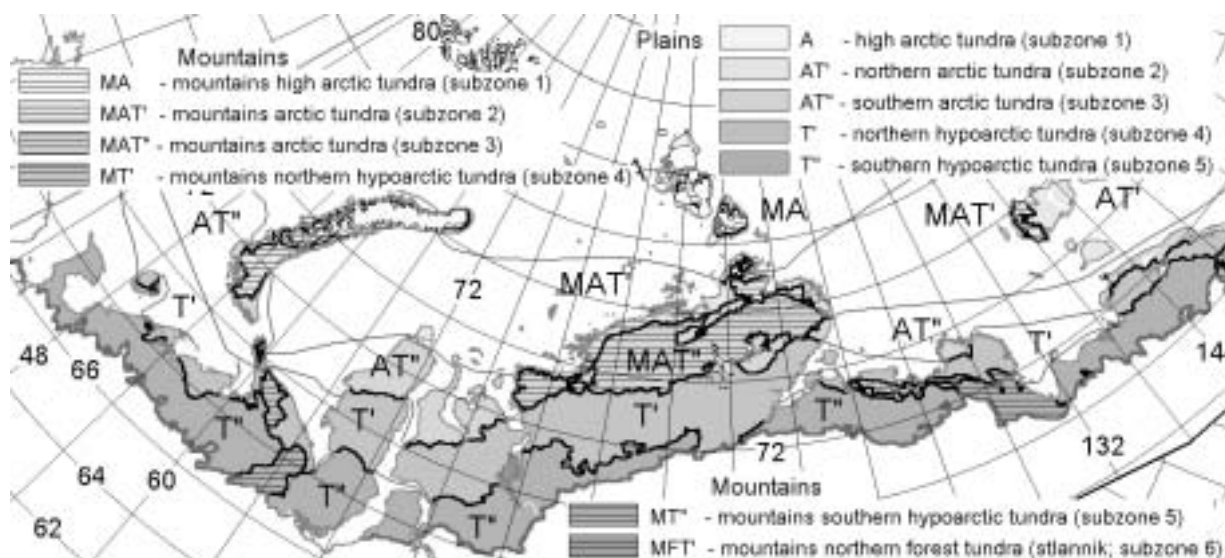 80
Mountains
MA - mountains high arctic tundra (subzone 1)
MAT' - mountains arctic tundra (subzone 2)
MAT" - mountains arctic tundra (subzone 3)
MT' - mountains northern hypoarctic tundra (subzone 4)
Plains
A - high arctic tundra (subzone 1)
AT' - northern arctic tundra (subzone 2)
AT" - southern arctic tundra (subzone 3)
T' - northern hypoarctic tundra (subzone 4)
T" - southern hypoarctic tundra (subzone 5)
AT"
MA
MAT'
AT'
T'
72
MAT'
48
66
AT"
MAT"
AT"
T'
14
T"
T'
T'
T"
72
132
64
60
62
T"
T"
Mountains
MT" - mountains southern hypoarctic tundra (subzone 5)
MFT' - mountains northern forest tundra (stlannik; subzone 6)